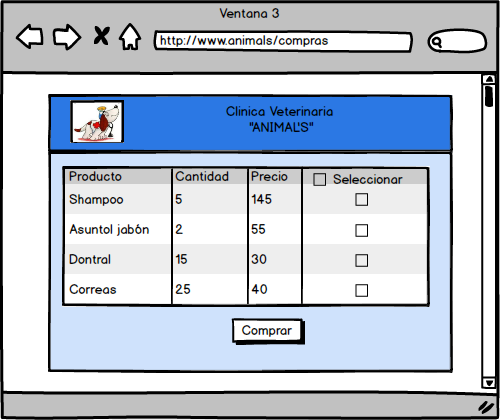 Ventana 3
http://www.animals/compras
Clinica Veterinaria
"ANIMAL'S"
Producto Cantidad Precio Seleccionar
Shampoo 5 145
Asuntol jabón 2 55
Dontral 15 30
Correas 25 40
Comprar